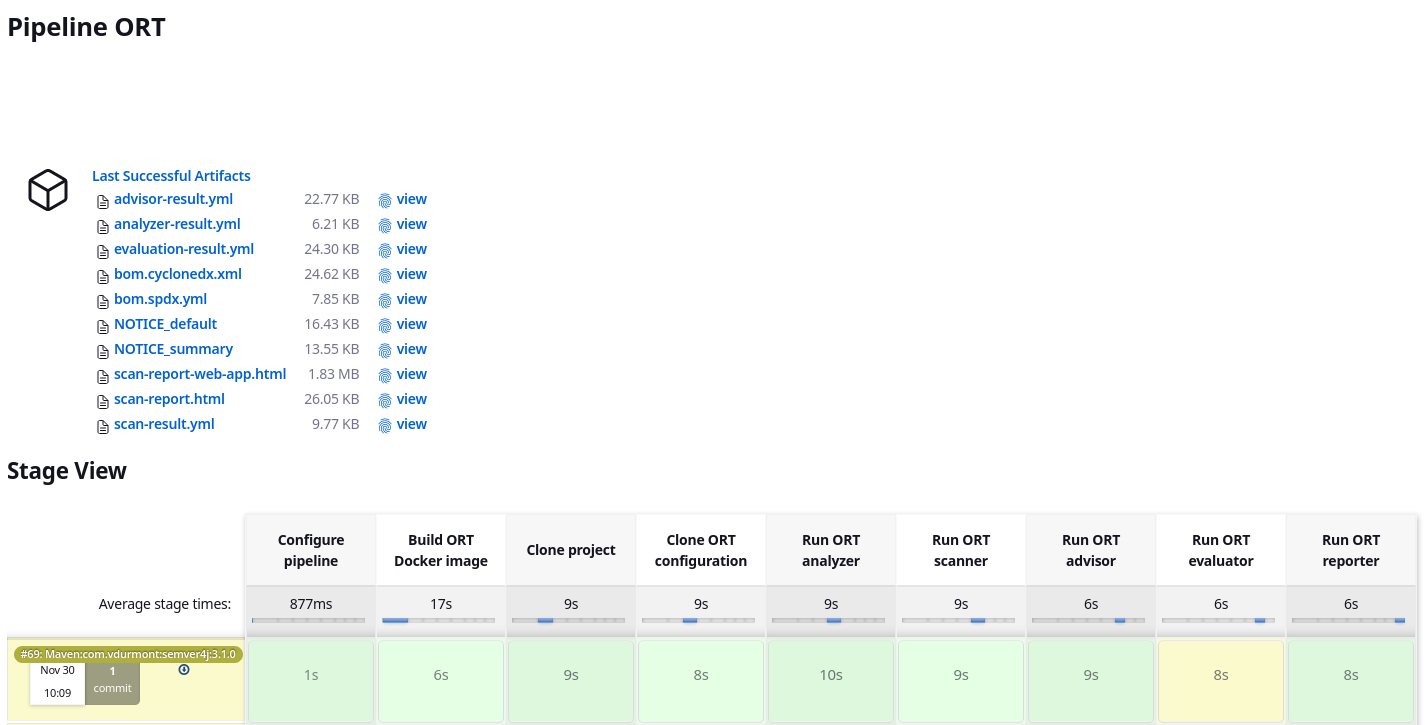 Pipeline ORT
Last Successful Artifacts
advisor-result.yml 22.77 KB view
analyzer-result.yml 6.21 KB view
evaluation-result.yml 24.30 KB view
bom.cyclonedx.xml 24.62 KB view
bom.spdx.yml 7.85 KB view
NOTICE_default 16.43 KB view
NOTICE_summary 13.55 KB view
scan-report-web-app.html 1.83 MB view
scan-report.html 26.05 KB view
scan-result.yml 9.77 KB view
Stage View
Configure pipeline Build ORT Docker image Clone project Clone ORT configuration Run ORT analyzer Run ORT scanner Run ORT advisor Run ORT evaluator Run ORT reporter
Average stage times: 877ms 17s 9s 9s 9s 9s 6s 6s 6s
#69: Maven:com.vdurmont:semver4j:3.1.0
Nov 30 1
10:09 commit
1s 6s 9s 8s 10s 9s 9s 8s 8s